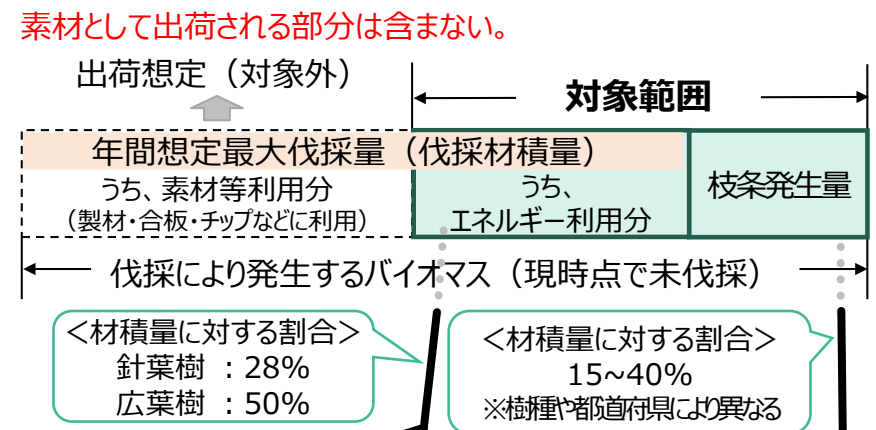 素材として出荷される部分は含まない。
出荷想定（対象外）
対象範囲
年間想定最大伐採量（伐採材積量）
うち、素材等利用分
（製材・合板・チップなどに利用）
うち、
エネルギー利用分
枝条発生量
伐採により発生するバイオマス（現時点で未伐採）
＜材積量に対する割合＞
針葉樹 ：28%
広葉樹 ：50%
＜材積量に対する割合＞
15~40%
※樹種や都道府県により異なる